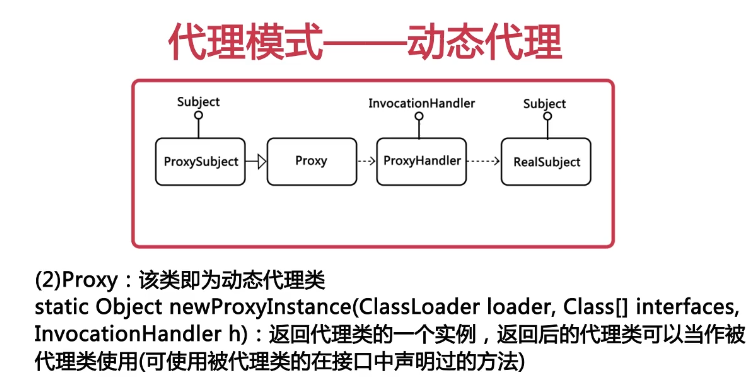 代理模式——动态代理
Subject InvocationHandler Subject
ProxySubject Proxy ProxyHandler RealSubject
(2)Proxy：该类即为动态代理类
static Object newProxyInstance(ClassLoader loader, Class[] interfaces,
InvocationHandler h)：返回代理类的一个实例，返回后的代理类可以当作被
代理类使用(可使用被代理类的在接口中声明过的方法)